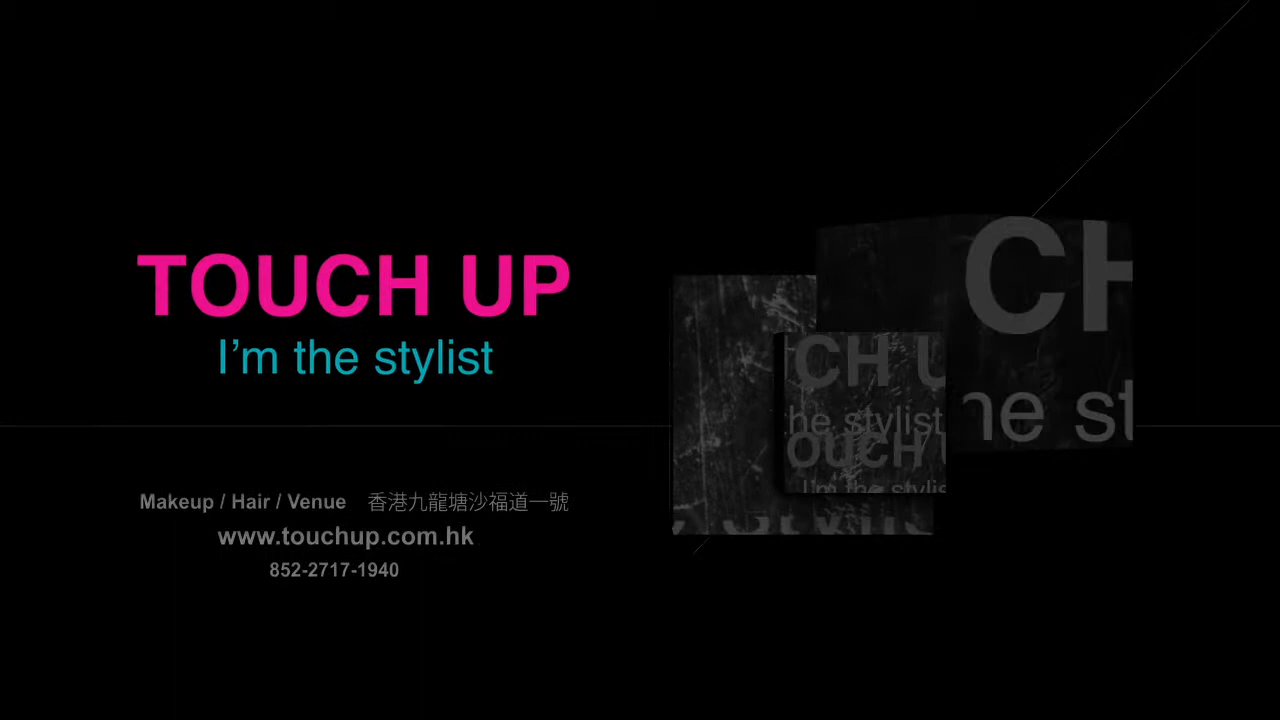 TOUCH UP
I'm the stylist
Makeup / Hair / Venue 香港九龍塘沙福道一號
www.touchup.com.hk
852-2717-1940
CH
he st
CH U
he stylist
OUCH U
I'm the stylis